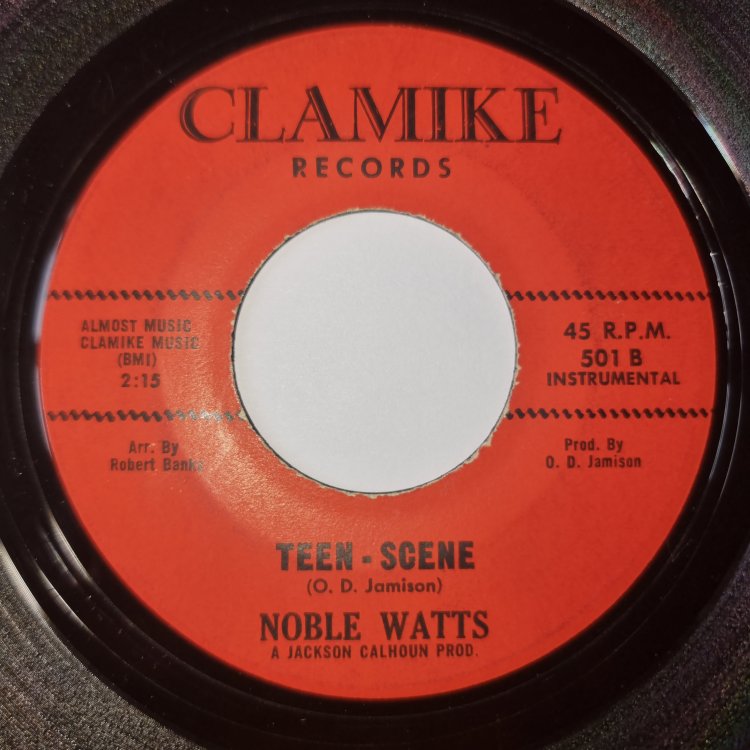 CLAMIKE
RECORDS
ALMOST MUSIC
CLAMIKE MUSIC
(BMI)
2:15
Arr. By
Robert Banks
45 R.P.M.
501 B
INSTRUMENTAL
Prod. By
O. D. Jamison
TEEN - SCENE
(O. D. Jamison)
NOBLE WATTS
A JACKSON CALHOUN PROD.